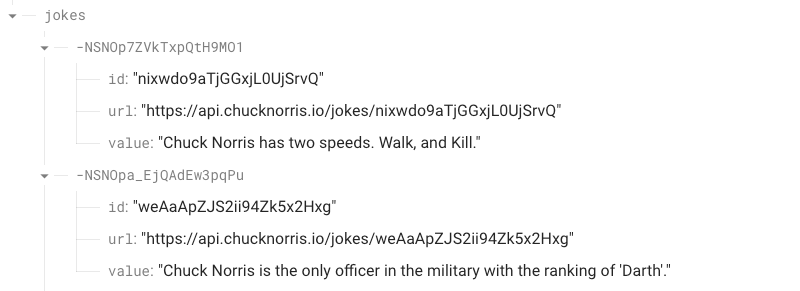 jokes
-NSNOp7ZVkTxpQtH9MO1
id: "nixwdo9aTjGGxjL0UjSrvQ"
url: "https://api.chucknorris.io/jokes/nixwdo9aTjGGxjL0UjSrvQ"
value: "Chuck Norris has two speeds. Walk, and Kill."
-NSNOpa_EjQAdEw3pqPu
id: "weAaApZJS2ii94Zk5x2Hxg"
url: "https://api.chucknorris.io/jokes/weAaApZJS2ii94Zk5x2Hxg"
value: "Chuck Norris is the only officer in the military with the ranking of 'Darth'."